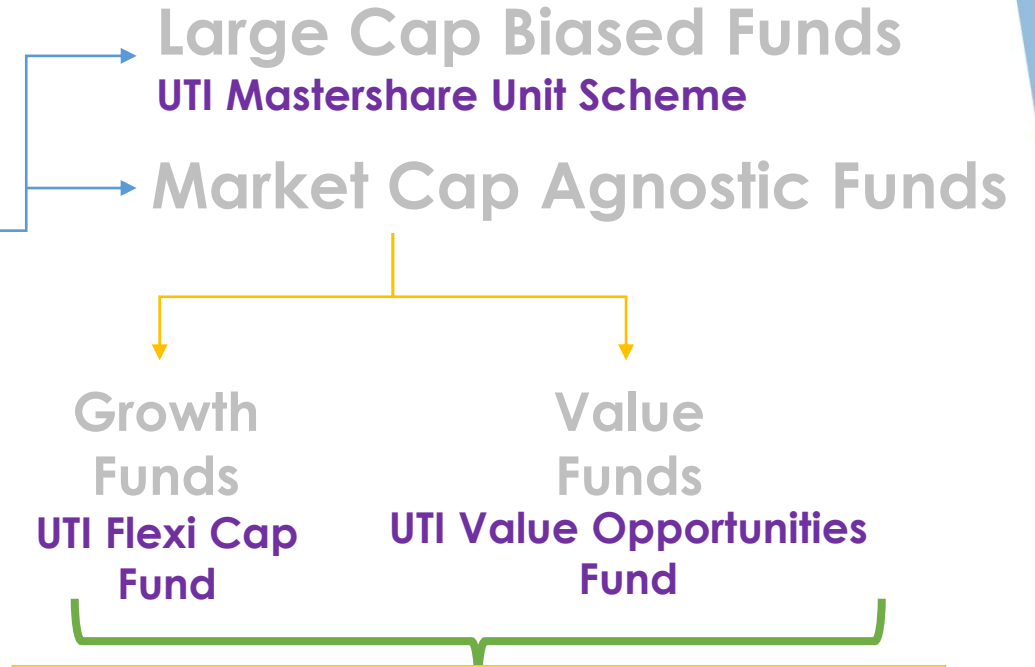 Large Cap Biased Funds
UTI Mastershare Unit Scheme
Market Cap Agnostic Funds
Growth
Funds
UTI Flexi Cap
Fund
Value
Funds
UTI Value Opportunities
Fund